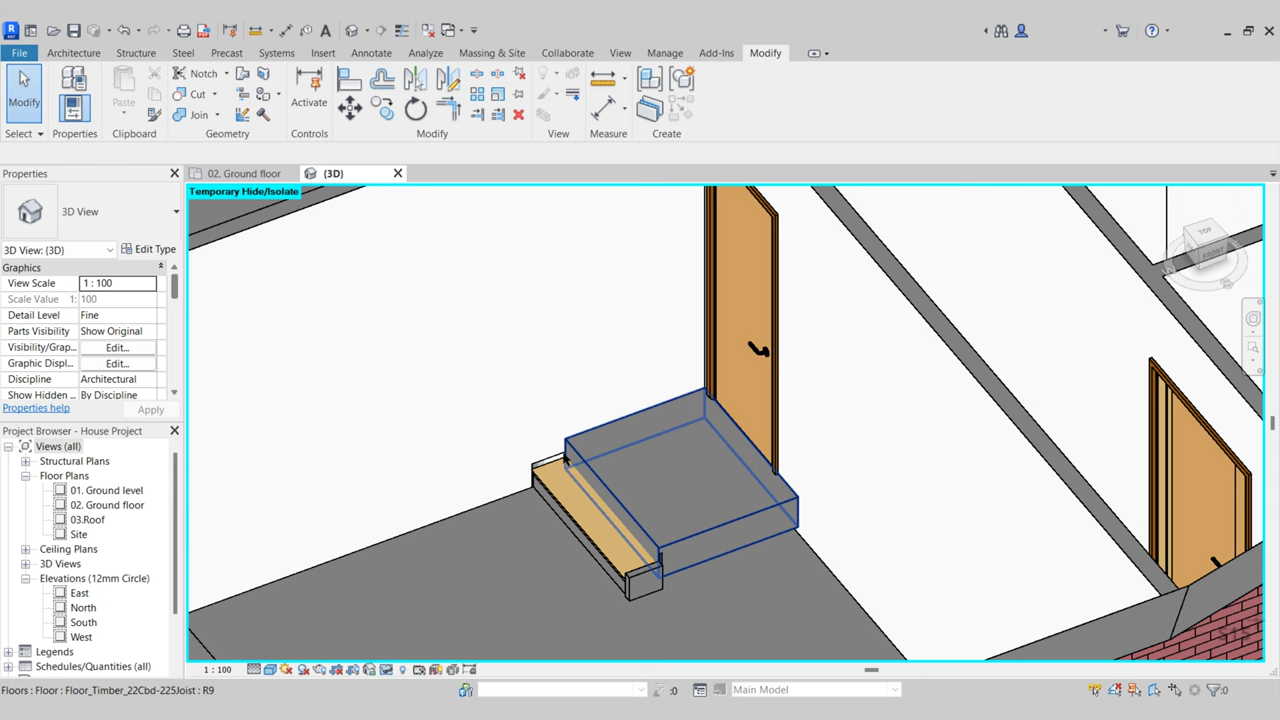 File Architecture Structure Steel Precast Systems Insert Annotate Analyze Massing & Site Collaborate View Manage Add-Ins Modify
Modify Paste Notch Cut Join Activate
Select Properties Clipboard Geometry Controls Modify View Measure Create
02. Ground floor {3D}
Properties
Temporary Hide/Isolate
3D View
3D View: {3D} Edit Type
Graphics
View Scale 1 : 100
Scale Value 1: 100
Detail Level Fine
Parts Visibility Show Original
Visibility/Grap... Edit...
Graphic Displ... Edit...
Discipline Architectural
Show Hidden ... By Discipline
Properties help Apply
TOP
FRONT
Project Browser - House Project
Views (all)
Structural Plans
Floor Plans
01. Ground level
02. Ground floor
03.Roof
Site
Ceiling Plans
3D Views
Elevations (12mm Circle)
East
North
South
West
Legends
Schedules/Quantities (all)
1 : 100
Floors : Floor : Floor_Timber_22Cbd-225Joist : R9 :0 Main Model :0